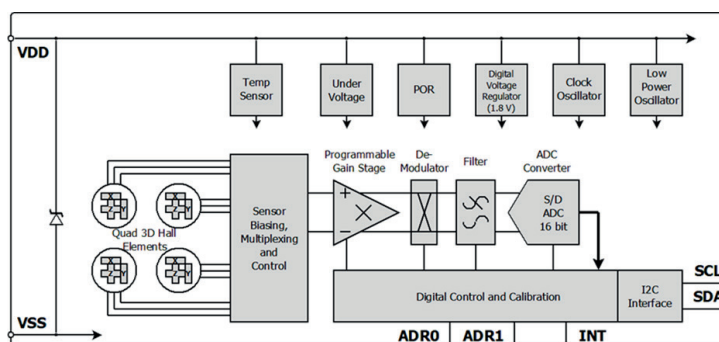 VDD
Temp
Sensor
Under
Voltage
POR
Digital
Voltage
Regulator
(1.8 V)
Clock
Oscillator
Low
Power
Oscillator
Programmable
Gain Stage
De-
Modulator
Filter
ADC
Converter
X
Z Y
X
Z Y
Quad 3D Hall
Elements
X
Z Y
X
Z Y
Sensor
Biasing,
Multiplexing
and
Control
+
−
S/D
ADC
16 bit
Digital Control and Calibration
I2C
Interface
SCL
SDA
VSS
ADR0 ADR1 INT